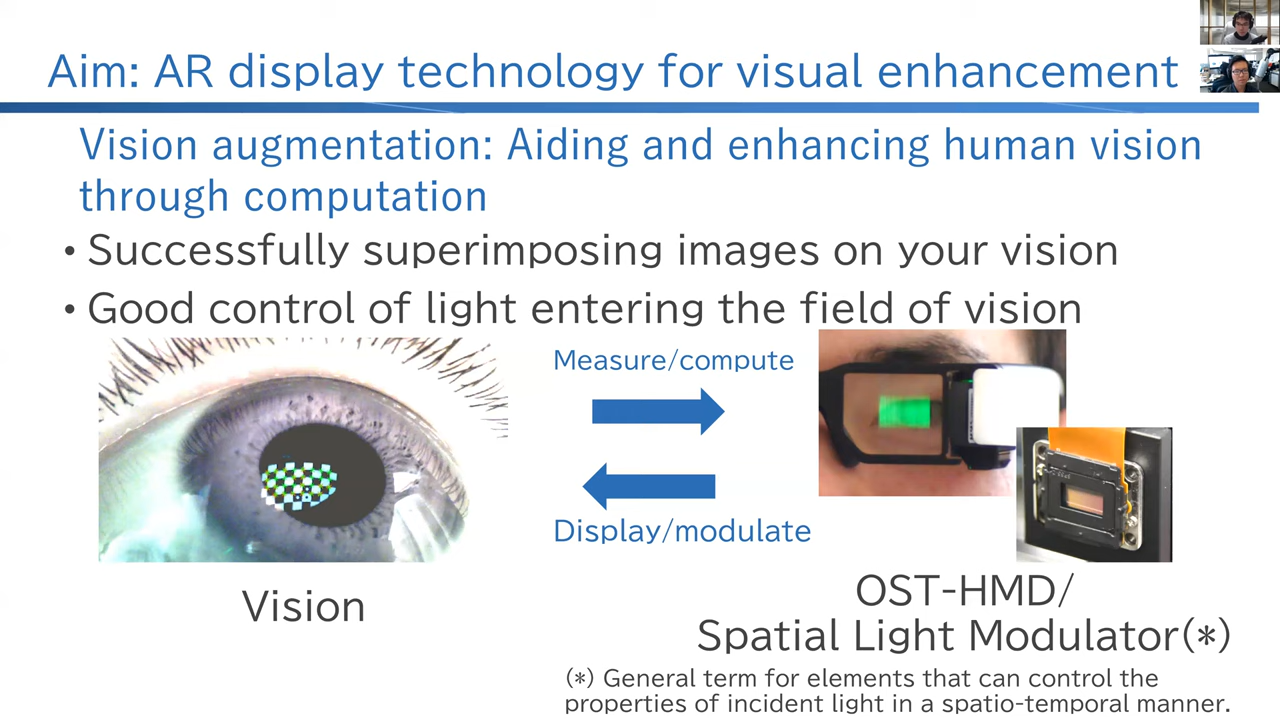 Aim: AR display technology for visual enhancement
Vision augmentation: Aiding and enhancing human vision
through computation
• Successfully superimposing images on your vision
• Good control of light entering the field of vision
Measure/compute
Display/modulate
Vision
OST-HMD/
Spatial Light Modulator(*)
(*) General term for elements that can control the
properties of incident light in a spatio-temporal manner.